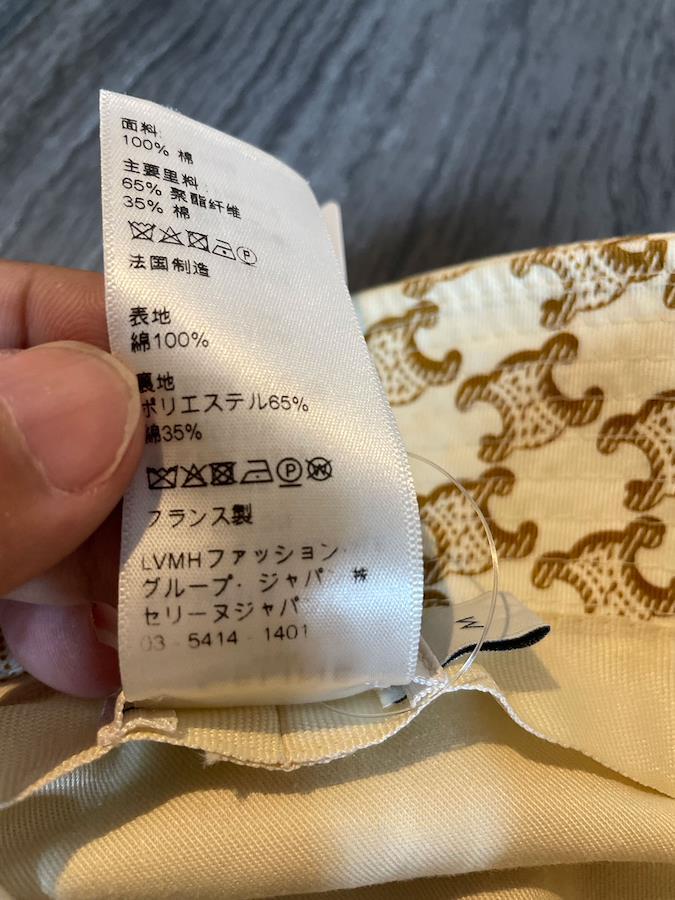 面料
100% 棉
主要里料
65% 聚酯纤维
35% 棉
法国制造
表地
綿100%
裏地
ポリエステル65%
綿35%
フランス製
LVMHファッション
グループ・ジャパン
セリーヌジャパ
03 - 5414 - 1401
M